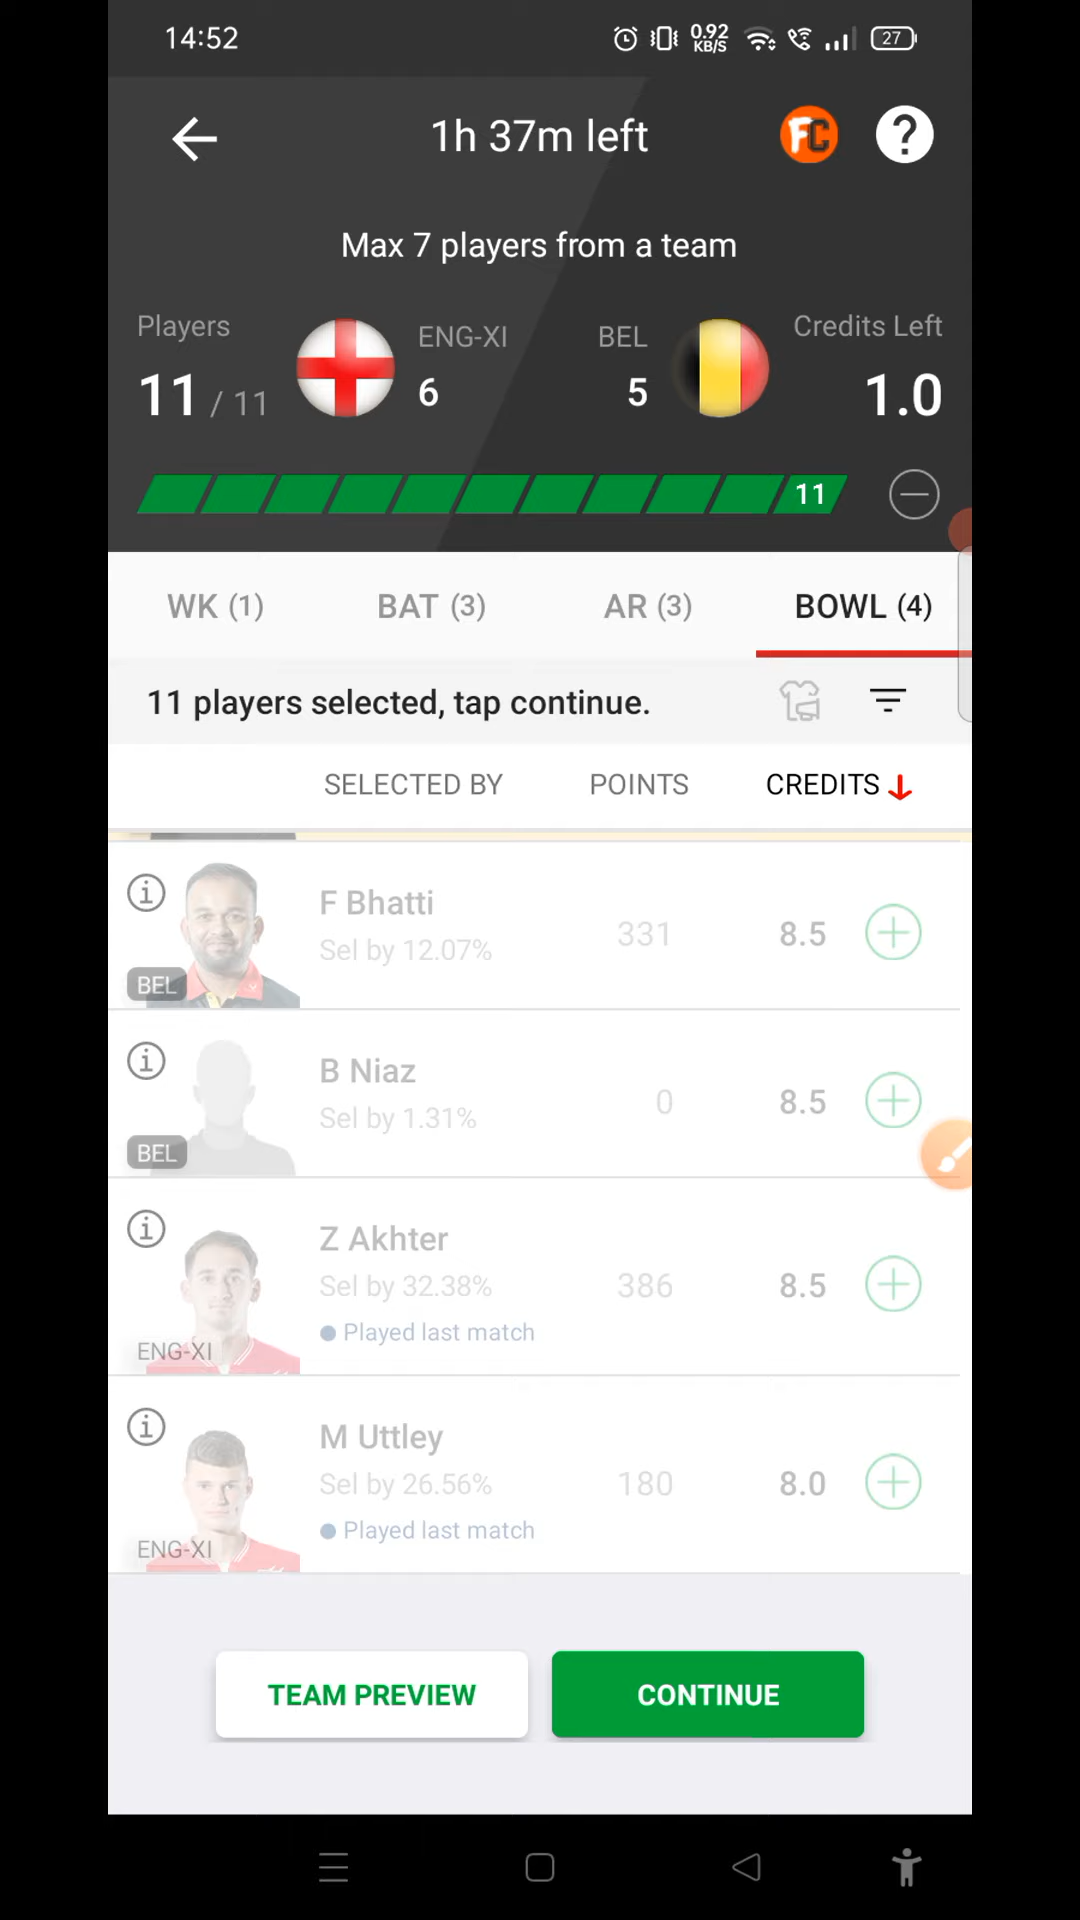 14:52
0.92
KB/S
27
1h 37m left
FC
?
Max 7 players from a team
Players
11 / 11
ENG-XI
6
BEL
5
Credits Left
1.0
11
WK (1)
BAT (3)
AR (3)
BOWL (4)
11 players selected, tap continue.
SELECTED BY
POINTS
CREDITS
i
F Bhatti
Sel by 12.07%
331
8.5
BEL
i
B Niaz
Sel by 1.31%
0
8.5
BEL
i
Z Akhter
Sel by 32.38%
386
8.5
Played last match
ENG-XI
i
M Uttley
Sel by 26.56%
180
8.0
Played last match
ENG-XI
TEAM PREVIEW
CONTINUE